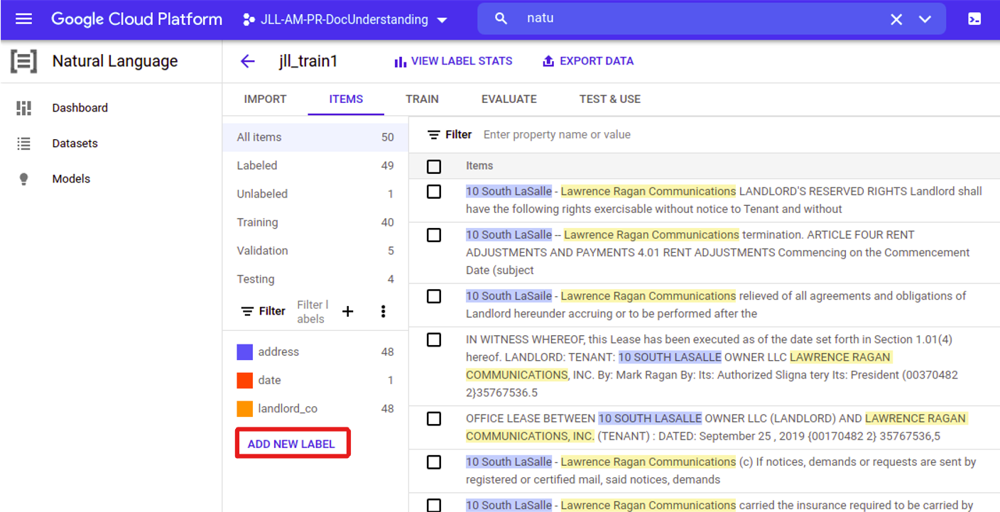 Google Cloud Platform
JLL-AM-PR-DocUnderstanding
natu
Natural Language
jll_train1
VIEW LABEL STATS
EXPORT DATA
Dashboard
Datasets
Models
IMPORT
ITEMS
TRAIN
EVALUATE
TEST & USE
All items 50
Labeled 49
Unlabeled 1
Training 40
Validation 5
Testing 4
Filter
Filter l
abels
address 48
date 1
landlord_co 48
ADD NEW LABEL
Filter Enter property name or value
Items
10 South LaSalle - Lawrence Ragan Communications LANDLORD'S RESERVED RIGHTS Landlord shall
have the following rights exercisable without notice to Tenant and without
10 South LaSalle -- Lawrence Ragan Communications termination. ARTICLE FOUR RENT
ADJUSTMENTS AND PAYMENTS 4.01 RENT ADJUSTMENTS Commencing on the Commencement
Date (subject
10 South LaSaile - Lawrence Ragan Communications relieved of all agreements and obligations of
Landlord hereunder accruing or to be performed after the
IN WITNESS WHEREOF, this Lease has been executed as of the date set forth in Section 1.01(4)
hereof. LANDLORD: TENANT: 10 SOUTH LASALLE OWNER LLC LAWRENCE RAGAN
COMMUNICATIONS, INC. By: Mark Ragan By: Its: Authorized Sligna tery Its: President (00370482
2}35767536.5
OFFICE LEASE BETWEEN 10 SOUTH LASALLE OWNER LLC (LANDLORD) AND LAWRENCE RAGAN
COMMUNICATIONS, INC. (TENANT) : DATED: September 25 , 2019 {00170482 2} 35767536,5
10 South LaSalle - Lawrence Ragan Communications (c) If notices, demands or requests are sent by
registered or certified mail, said notices, demands
10 South LaSalle - Lawrence Ragan Communications carried the insurance required to be carried by